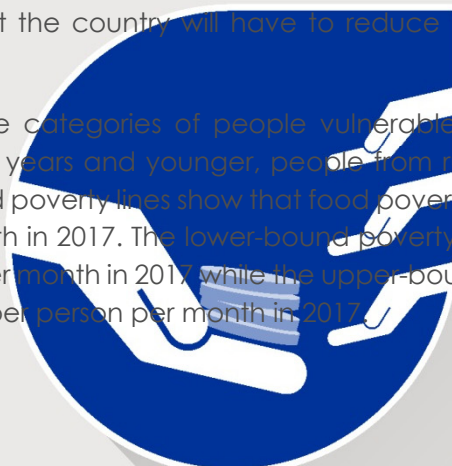 t the country will have to reduce
e categories of people vulnerable
years and younger, people from r
d poverty lines show that food pover
th in 2017. The lower-bound poverty
er month in 2017 while the upper-bou
per person per month in 2017.